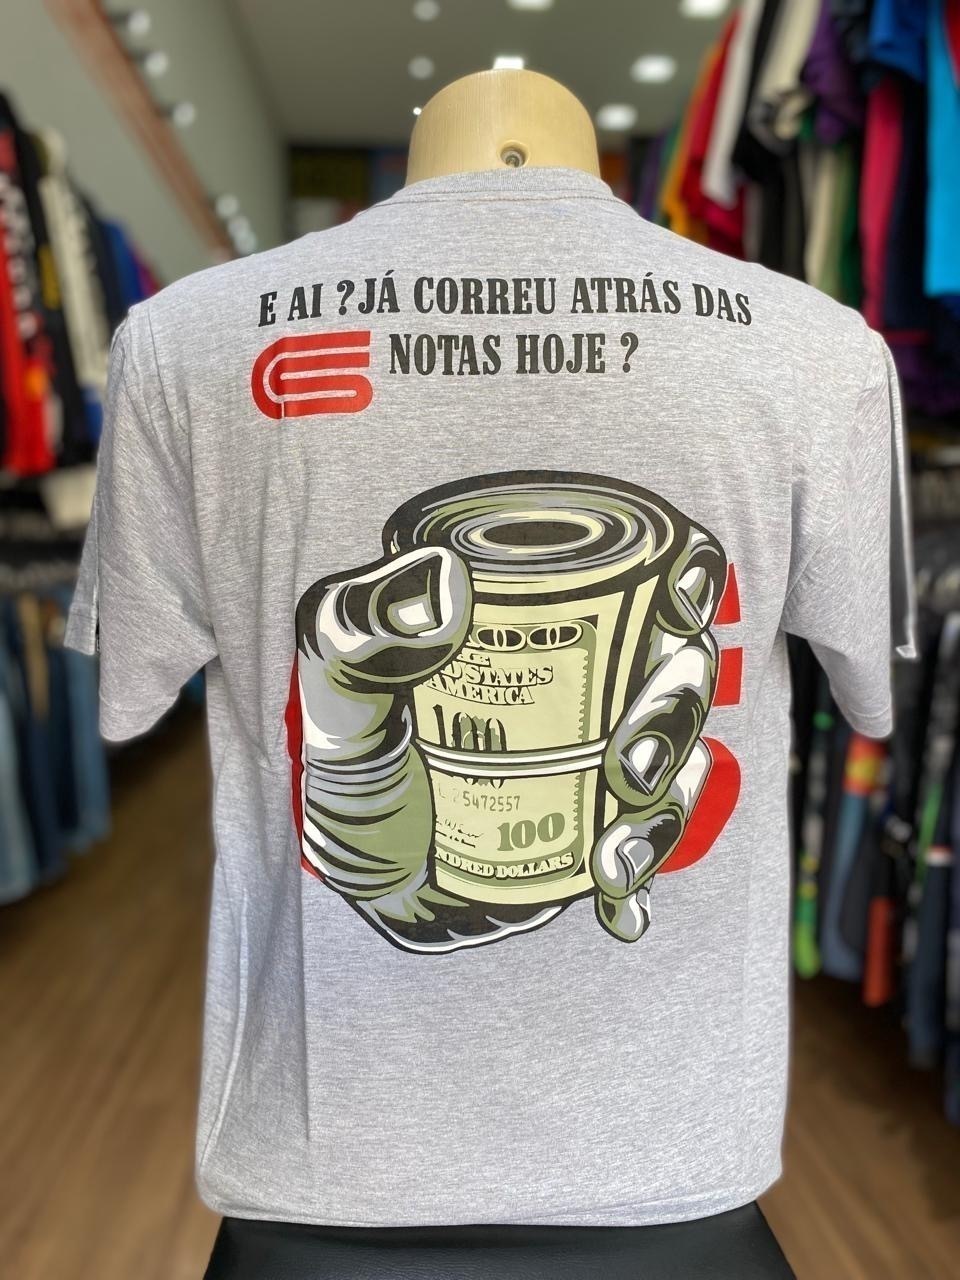 E AI ? JÁ CORREU ATRÁS DAS
NOTAS HOJE ?
STATES
AMERICA
100
25472557
100
DOLLARS